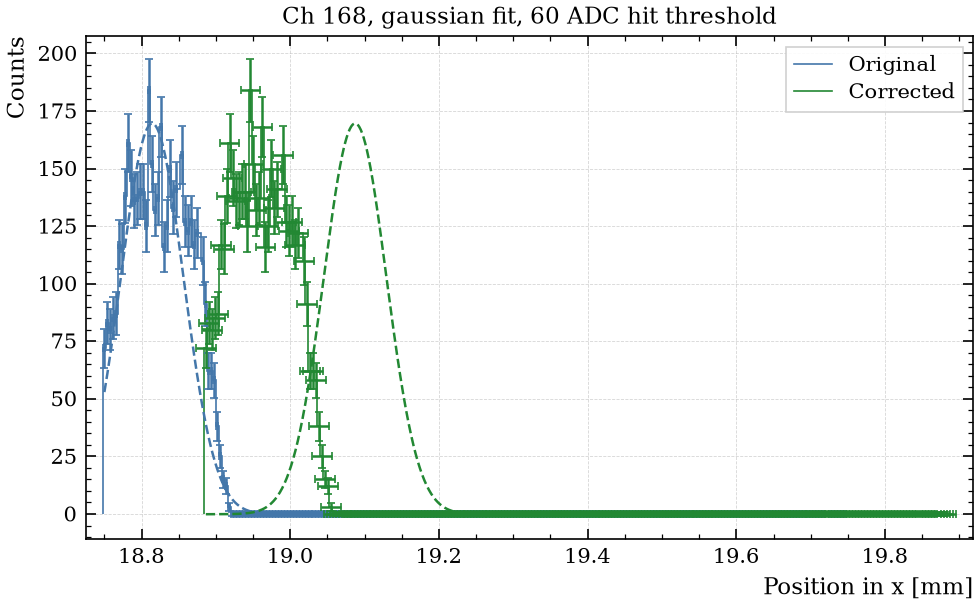 Ch 168, gaussian fit, 60 ADC hit threshold
Counts
200
175
150
125
100
75
50
25
0
Original
Corrected
18.8 19.0 19.2 19.4 19.6 19.8
Position in x [mm]